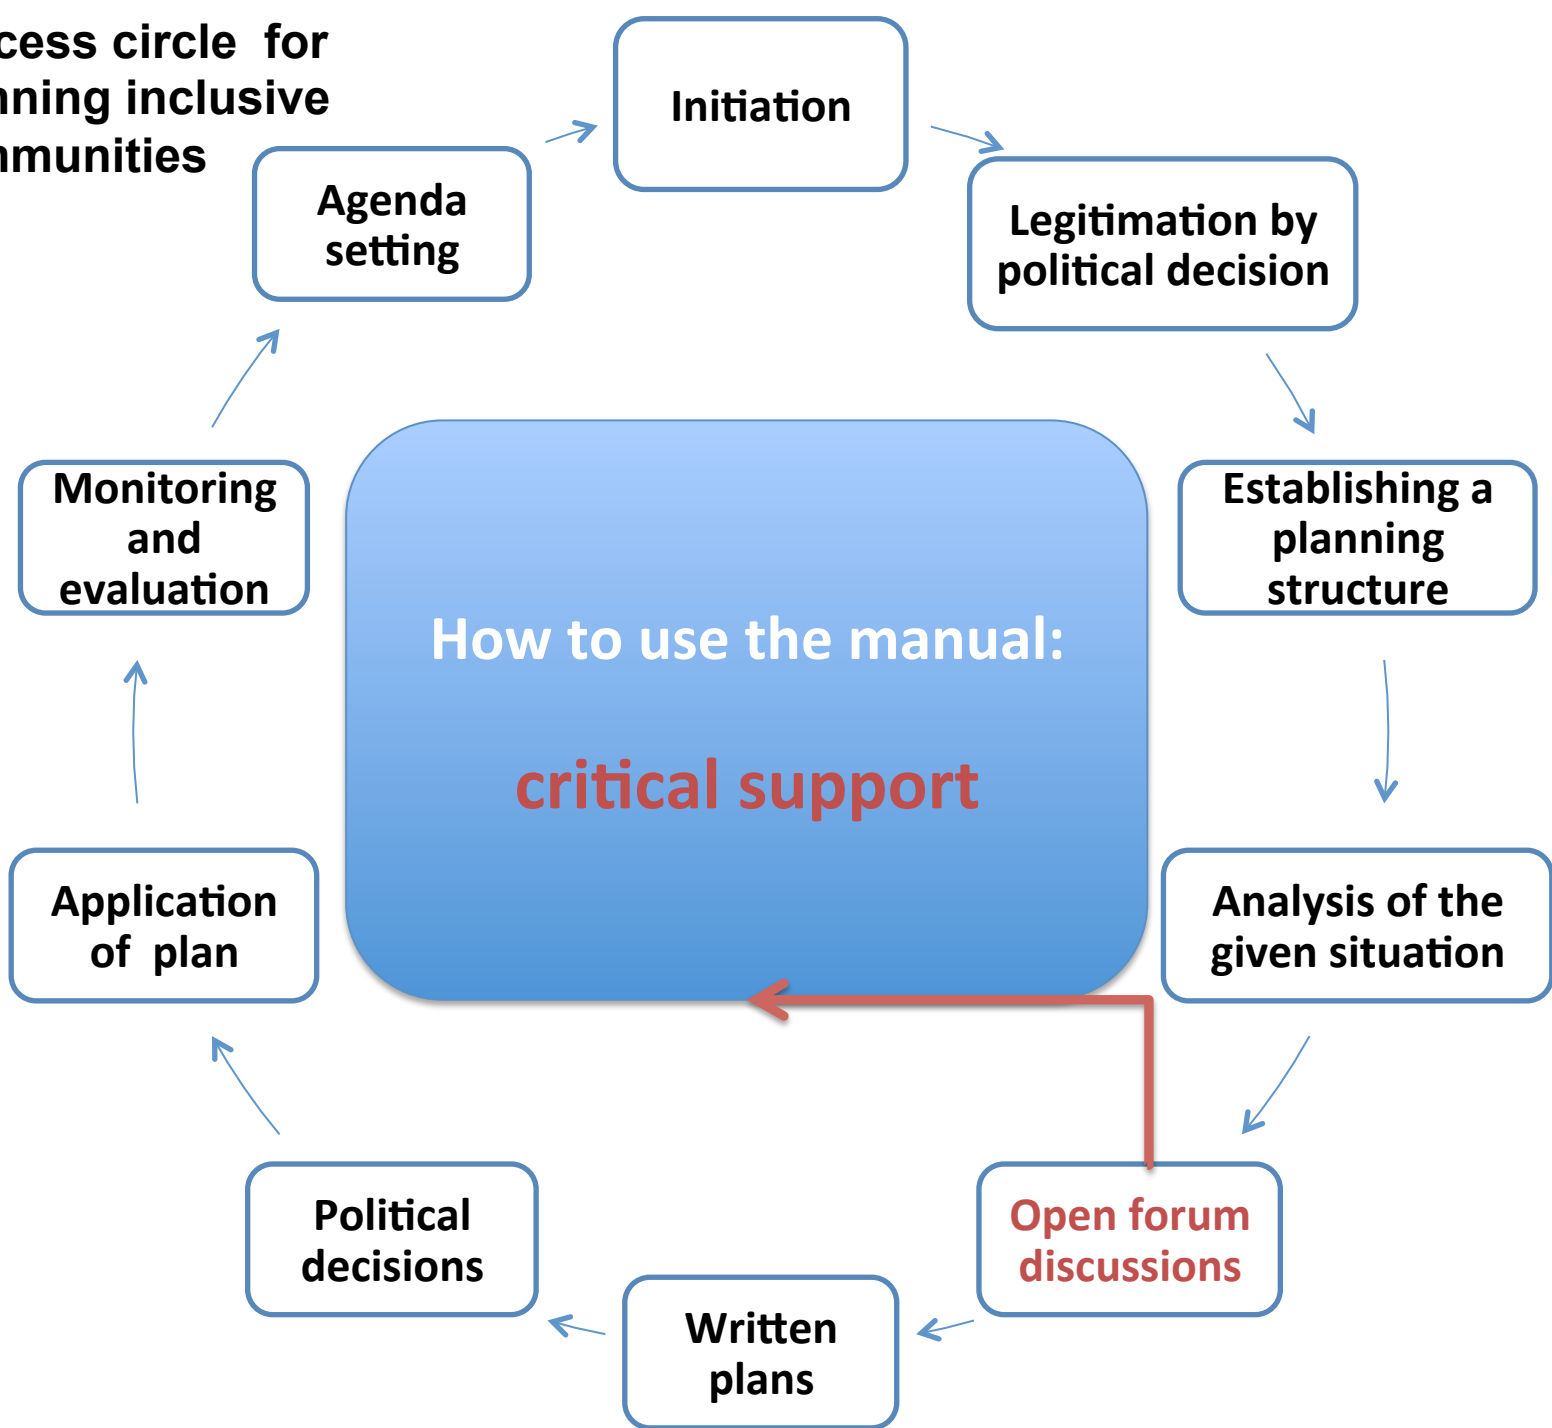 cess circle for
nning inclusive
mmunities
Initiation
Legitimation by
political decision
Establishing a
planning
structure
Analysis of the
given situation
Open forum
discussions
Written
plans
Political
decisions
Application
of plan
Monitoring
and
evaluation
Agenda
setting
How to use the manual:
critical support